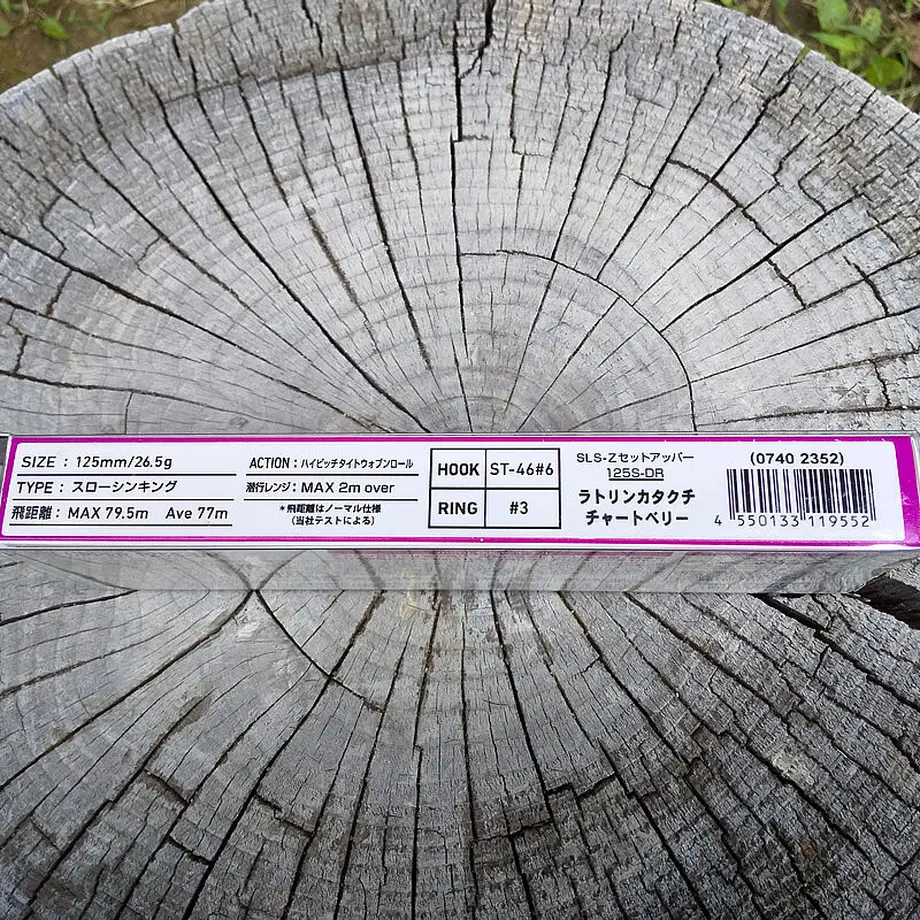 SIZE : 125mm/26.5g
TYPE : スローシンキング
飛距離 : MAX 79.5m Ave 77m
ACTION : ハイピッチタイトウォブンロール
潜行レンジ : MAX 2m over
*飛距離はノーマル仕様
(当社テストによる)
HOOK ST-46#6
RING #3
SLS-Zセットアッパー
125S-DR
ラトリンカタクチ
チャートベリー
(0740 2352)
4 550133 119552